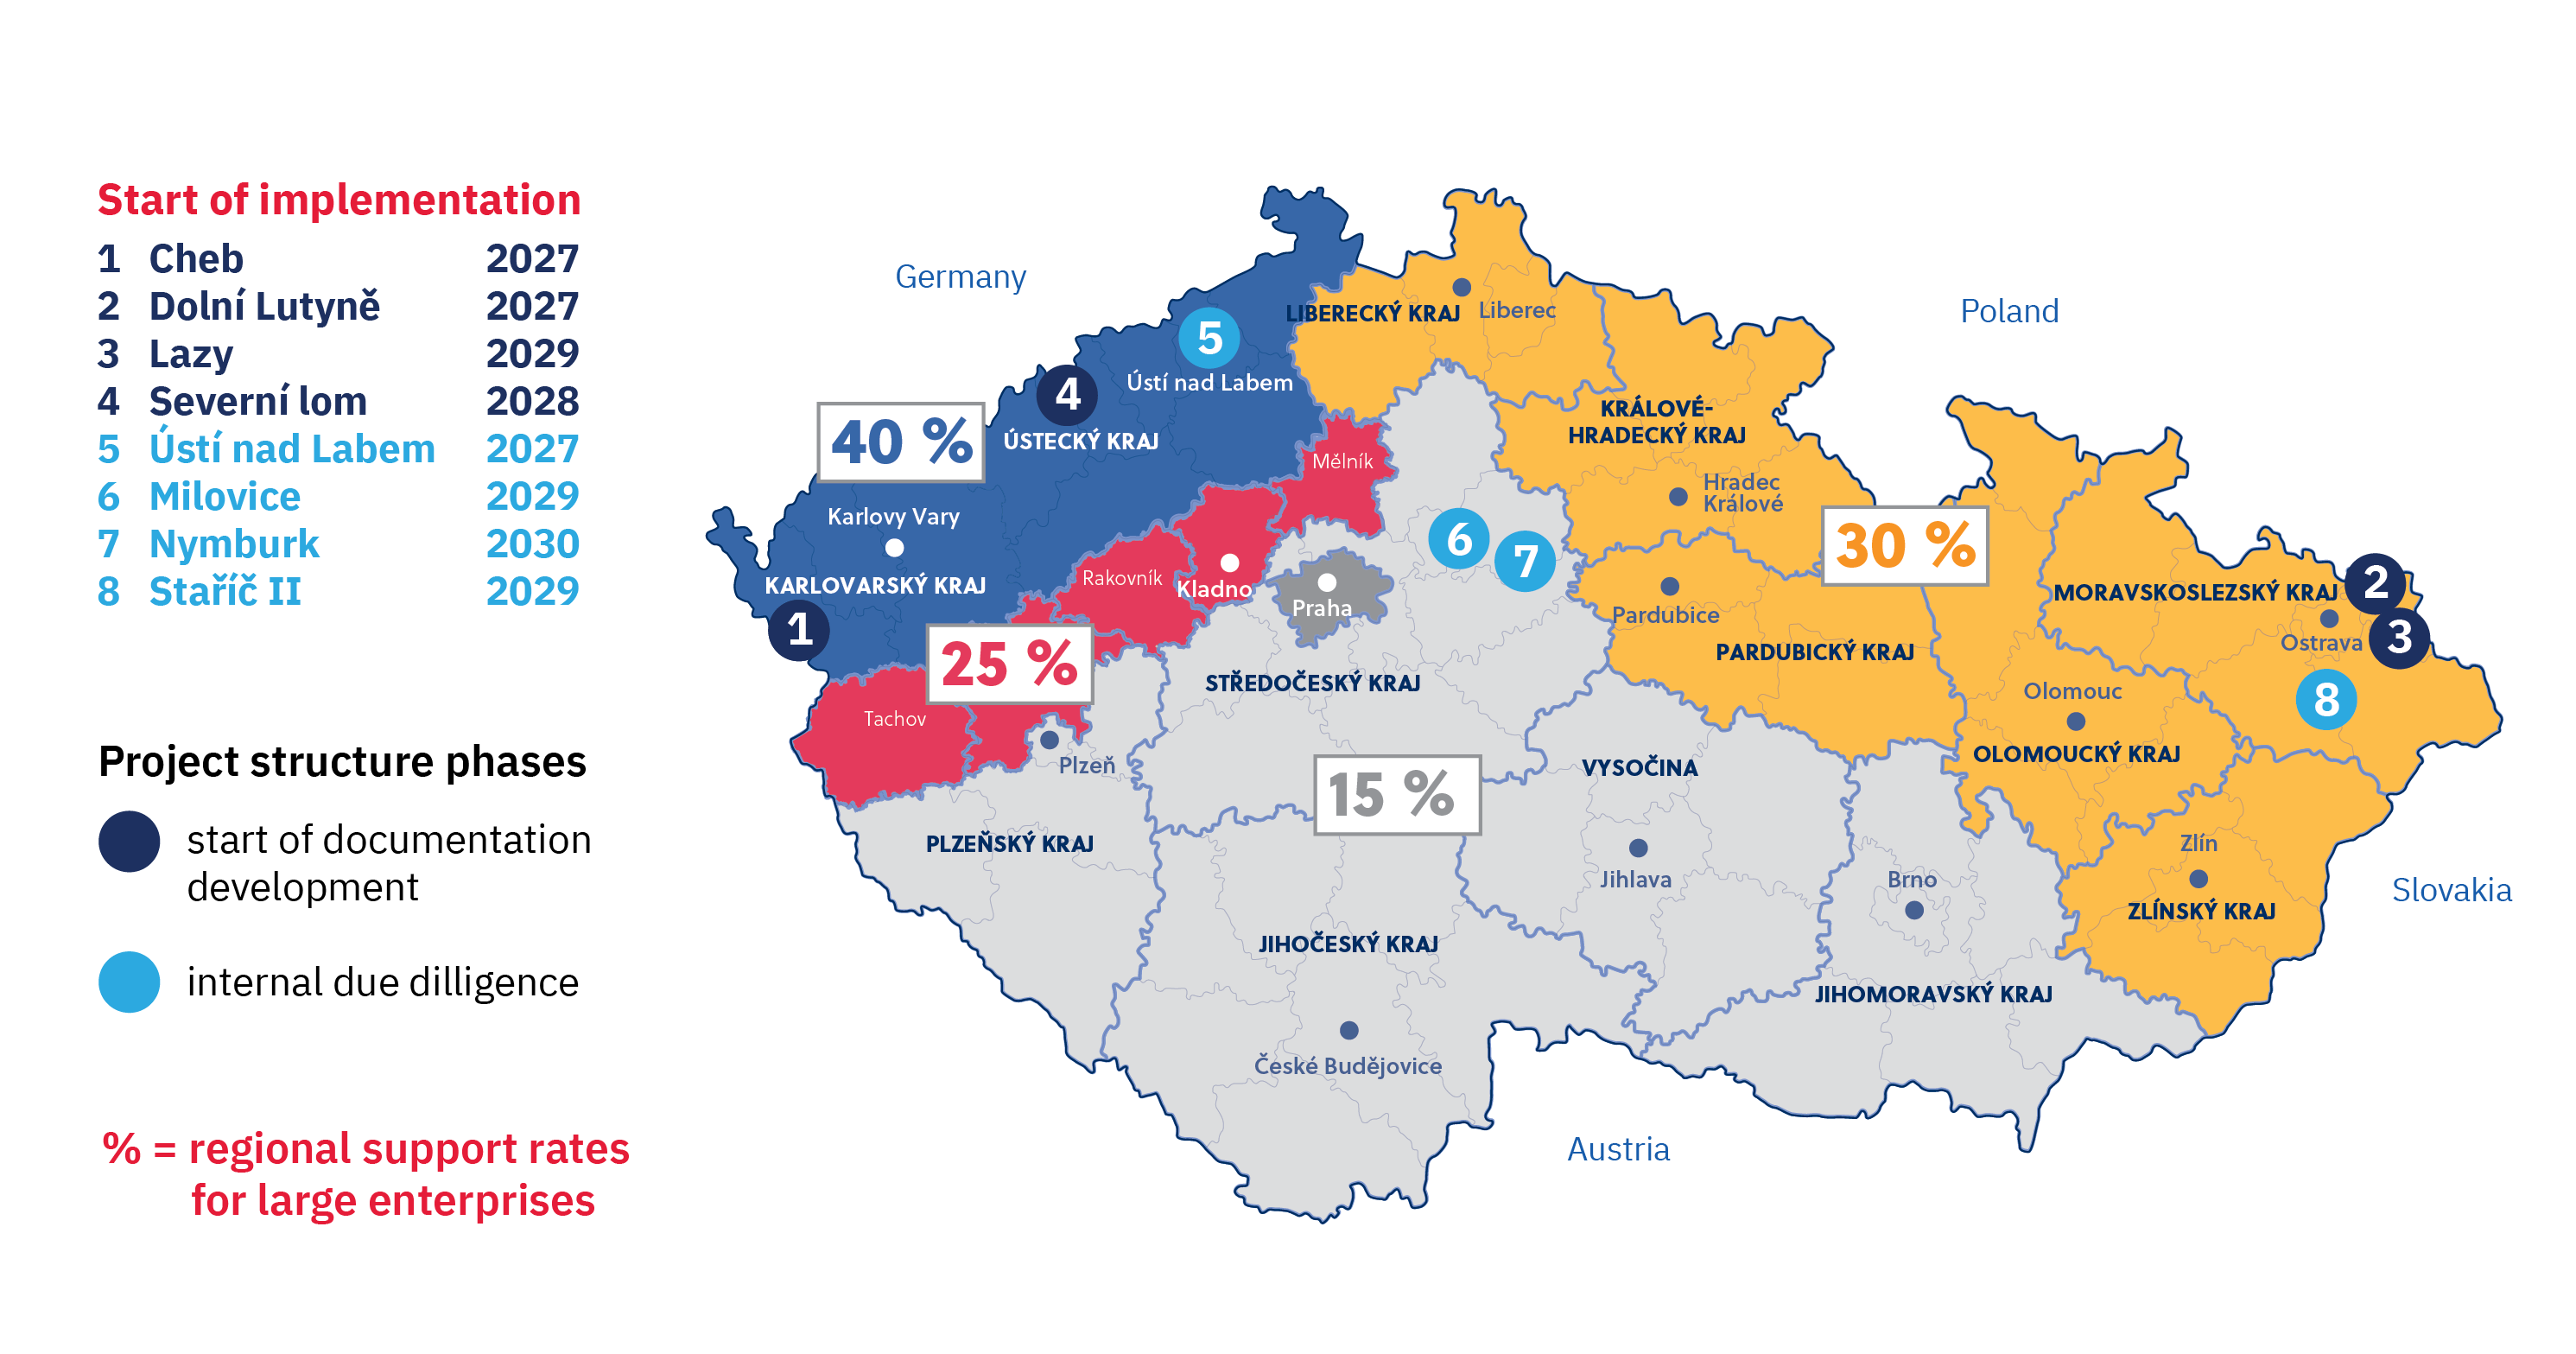 Start of implementation
1 Cheb 2027
2 Dolní Lutyně 2027
3 Lazy 2029
4 Severní lom 2028
5 Ústí nad Labem 2027
6 Milovice 2029
7 Nymburk 2030
8 Staříč II 2029
Project structure phases
start of documentation
development
internal due dilligence
% = regional support rates
for large enterprises
Germany
Poland
Slovakia
Austria
LIBERECKÝ KRAJ
Liberec
5
Ústí nad Labem
4
ÚSTECKÝ KRAJ
40 %
KRÁLOVÉ-
HRADECKÝ KRAJ
Hradec
Králové
Mělník
Karlovy Vary
KARLOVARSKÝ KRAJ
1
Rakovník
Kladno
Praha
6
7
30 %
Pardubice
PARDUBICKÝ KRAJ
MORAVSKOSLEZSKÝ KRAJ
2
Ostrava
3
8
25 %
Tachov
Plzeň
STŘEDOČESKÝ KRAJ
Olomouc
OLOMOUCKÝ KRAJ
15 %
VYSOČINA
PLZEŇSKÝ KRAJ
Jihlava
Brno
Zlín
ZLÍNSKÝ KRAJ
JIHOČESKÝ KRAJ
JIHOMORAVSKÝ KRAJ
České Budějovice